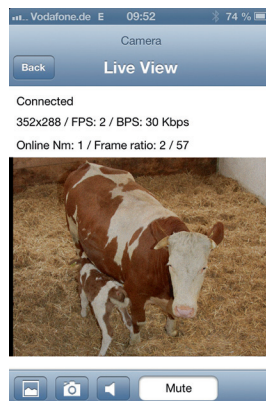 Vodafone.de E 09:52 74 %
Camera
Back Live View
Connected
352x288 / FPS: 2 / BPS: 30 Kbps
Online Nm: 1 / Frame ratio: 2 / 57
Mute